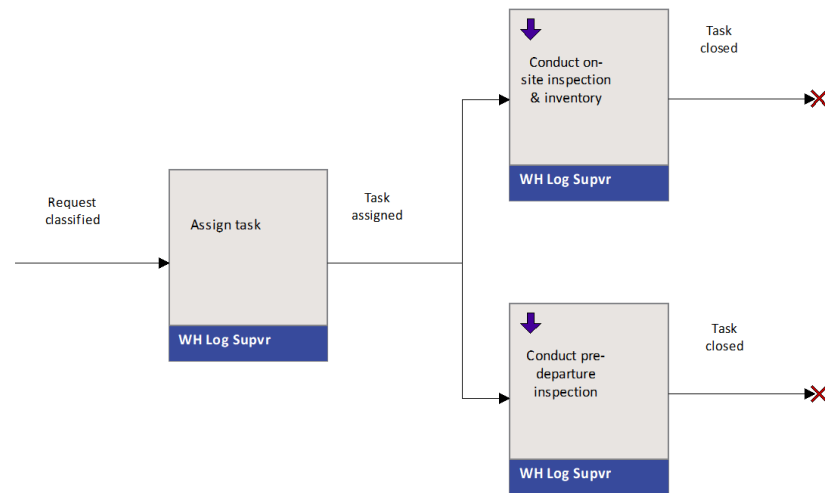 Task
closed
Conduct on-
site inspection
& inventory
WH Log Supvr
Request
classified
Assign task
WH Log Supvr
Task
assigned
Task
closed
Conduct pre-
departure
inspection
WH Log Supvr